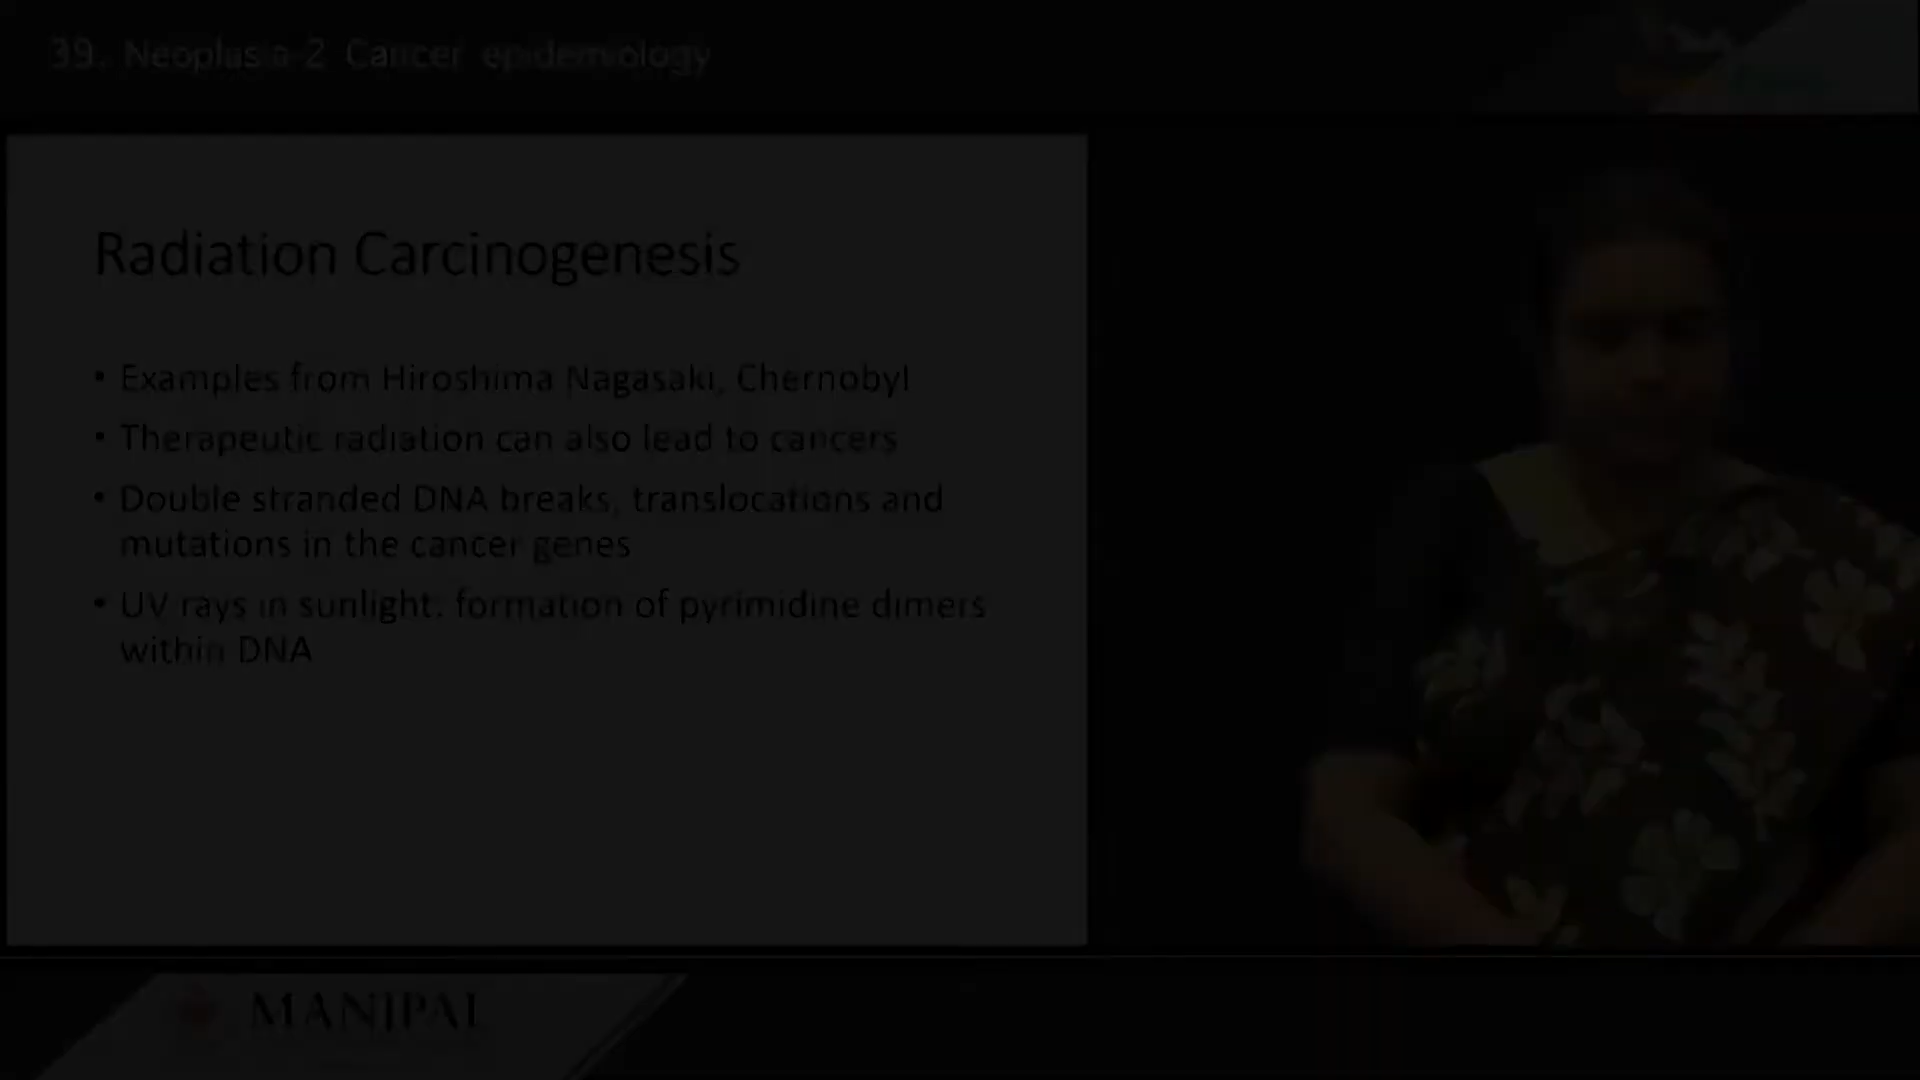 39. Neoplasia-2 Cancer epidemiology
Radiation Carcinogenesis
• Examples from Hiroshima Nagasaki, Chernobyl
• Therapeutic radiation can also lead to cancers
• Double stranded DNA breaks, translocations and
mutations in the cancer genes
• UV rays in sunlight: formation of pyrimidine dimers
within DNA
MANIPAL